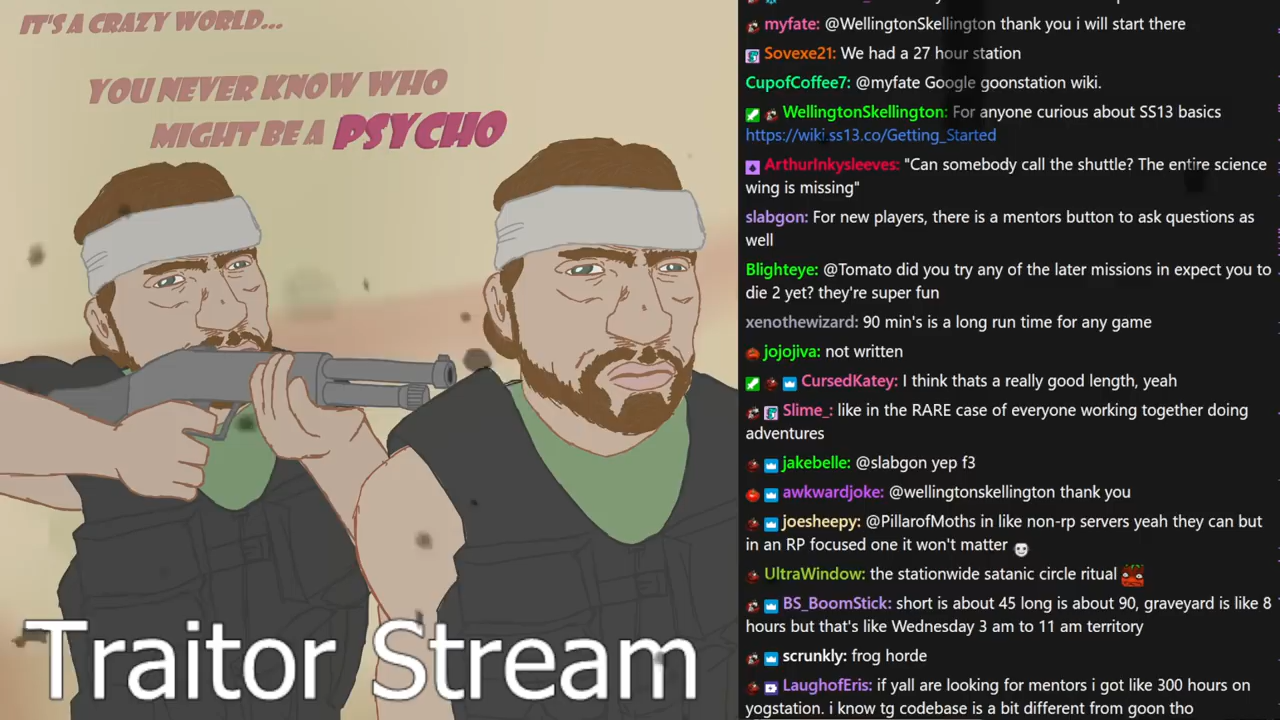 IT'S A CRAZY WORLD...
YOU NEVER KNOW WHO
MIGHT BE A PSYCHO
Traitor Stream
myfate: @WellingtonSkellington thank you i will start there
Sovexe21: We had a 27 hour station
CupofCoffee7: @myfate Google goonstation wiki.
WellingtonSkellington: For anyone curious about SS13 basics
https://wiki.ss13.co/Getting_Started
ArthurInkysleeves: "Can somebody call the shuttle? The entire science
wing is missing"
slabgon: For new players, there is a mentors button to ask questions as
well
Blighteye: @Tomato did you try any of the later missions in expect you to
die 2 yet? they're super fun
xenothewizard: 90 min's is a long run time for any game
jojojiva: not written
CursedKatey: I think thats a really good length, yeah
Slime_: like in the RARE case of everyone working together doing
adventures
jakebelle: @slabgon yep f3
awkwardjoke: @wellingtonskellington thank you
joesheepy: @PillarofMoths in like non-rp servers yeah they can but
in an RP focused one it won't matter
UltraWindow: the stationwide satanic circle ritual
BS_BoomStick: short is about 45 long is about 90, graveyard is like 8
hours but that's like Wednesday 3 am to 11 am territory
scrunkly: frog horde
LaughofEris: if yall are looking for mentors i got like 300 hours on
yogstation. i know tg codebase is a bit different from goon tho